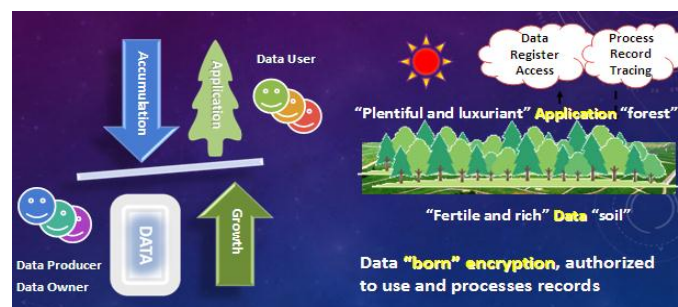 Accumulation
Application
Data User
DATA
Growth
Data Producer
Data Owner
Data
Register
Access
Process
Record
Tracing
“Plentiful and luxuriant” Application “forest”
“Fertile and rich” Data “soil”
Data “born” encryption, authorized
to use and processes records